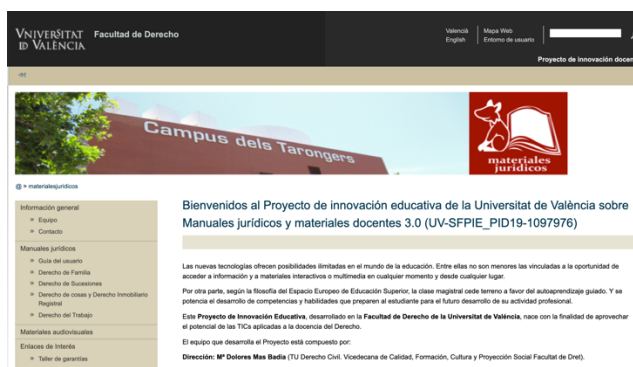 VNIVERSITAT
ID VALÈNCIA
Facultad de Derecho
Valencià
English
Mapa Web
Entorno de usuario
Proyecto de innovación docen
Campus dels Tarongers
materiales
jurídicos
@ » materialesjurídicos
Información general
» Equipo
» Contacto
Manuales jurídicos
» Guía del usuario
» Derecho de Familia
» Derecho de Sucesiones
» Derecho de cosas y Derecho Inmobiliario
Registral
» Derecho del Trabajo
Materiales audiovisuales
Enlaces de Interés
» Taller de garantías
Bienvenidos al Proyecto de innovación educativa de la Universitat de València sobre
Manuales jurídicos y materiales docentes 3.0 (UV-SFPIE_PID19-1097976)
Las nuevas tecnologías ofrecen posibilidades ilimitadas en el mundo de la educación. Entre ellas no son menores las vinculadas a la oportunidad de
acceder a información y a materiales interactivos o multimedia en cualquier momento y desde cualquier lugar.
Por otra parte, según la filosofía del Espacio Europeo de Educación Superior, la clase magistral cede terreno a favor del autoaprendizaje guiado. Y se
potencia el desarrollo de competencias y habilidades que preparen al estudiante para el futuro desarrollo de su actividad profesional.
Este Proyecto de Innovación Educativa, desarrollado en la Facultad de Derecho de la Universitat de València, nace con la finalidad de aprovechar
el potencial de las TICs aplicadas a la docencia del Derecho.
El equipo que desarrolla el Proyecto está compuesto por:
Dirección: Mª Dolores Mas Badia (TU Derecho Civil. Vicedecana de Calidad, Formación, Cultura y Proyección Social Facultat de Dret).